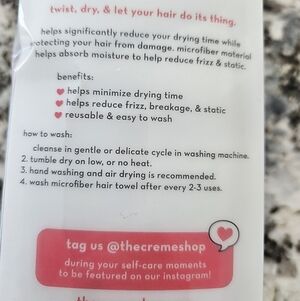 twist, dry, & let your hair do its thing.
helps significantly reduce your drying time while
protecting your hair from damage. microfiber material
helps absorb moisture to help reduce frizz & static.
benefits:
helps minimize drying time
helps reduce frizz, breakage, & static
reusable & easy to wash
how to wash:
cleanse in gentle or delicate cycle in washing machine.
2. tumble dry on low, or no heat.
3. hand washing and air drying is recommended.
4. wash microfiber hair towel after every 2-3 uses.
tag us @thecremeshop
during your self-care moments
to be featured on our instagram!